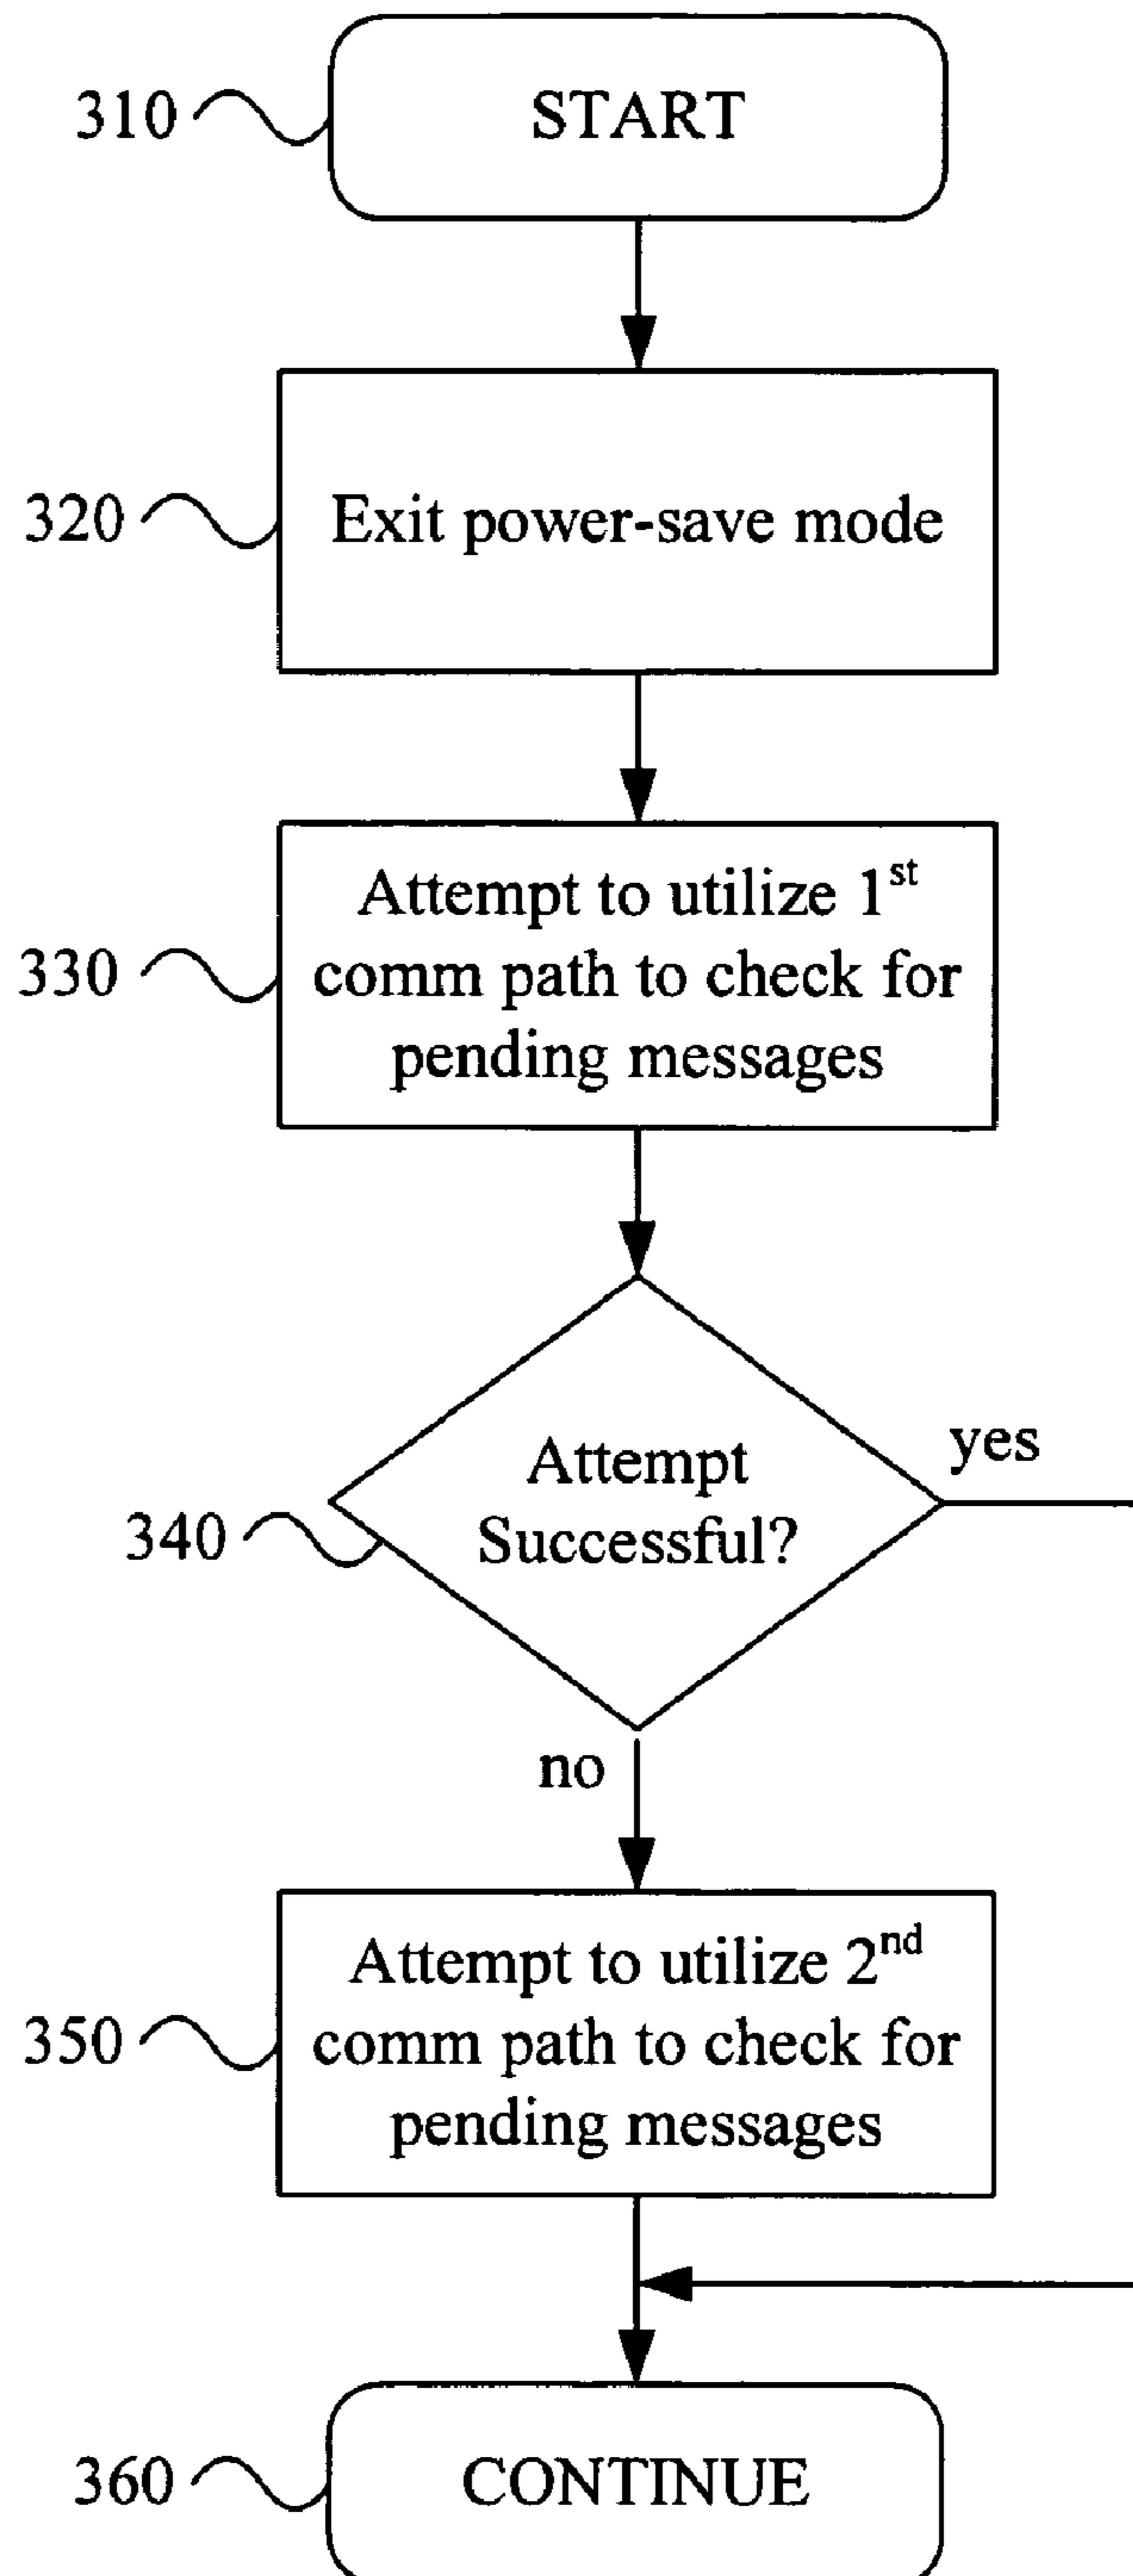 310
START
320
Exit power-save mode
330
Attempt to utilize 1st
comm path to check for
pending messages
340
Attempt
Successful?
yes
no
350
Attempt to utilize 2nd
comm path to check for
pending messages
360
CONTINUE